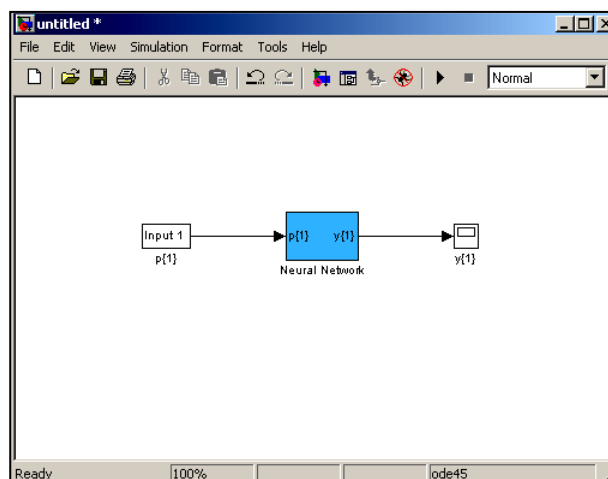 untitled *
File Edit View Simulation Format Tools Help
Normal
Input 1
p{1}
p{1} y{1}
Neural Network
y{1}
Ready 100% ode45